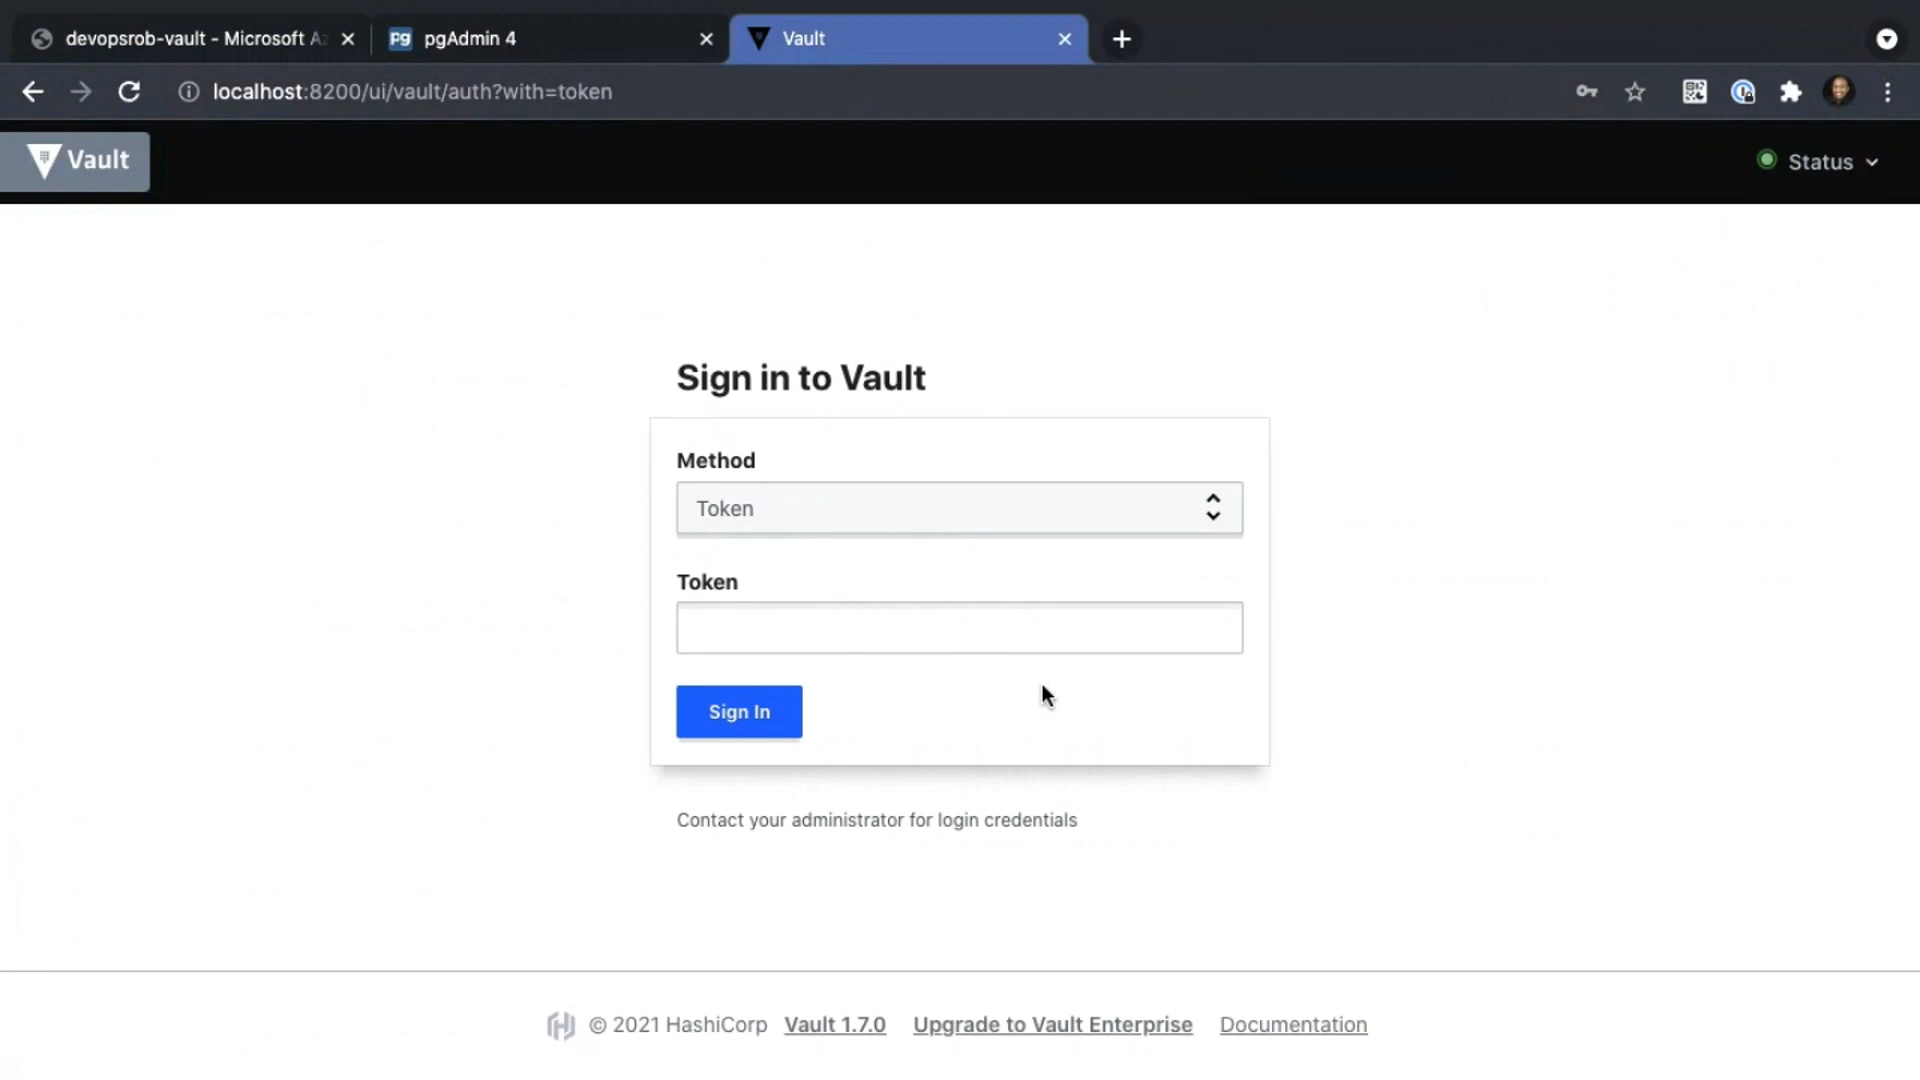 devopsrob-vault - Microsoft Az
pgAdmin 4
Vault
localhost:8200/ui/vault/auth?with=token
Vault
Status
Sign in to Vault
Method
Token
Token
Sign In
Contact your administrator for login credentials
© 2021 HashiCorp Vault 1.7.0 Upgrade to Vault Enterprise Documentation